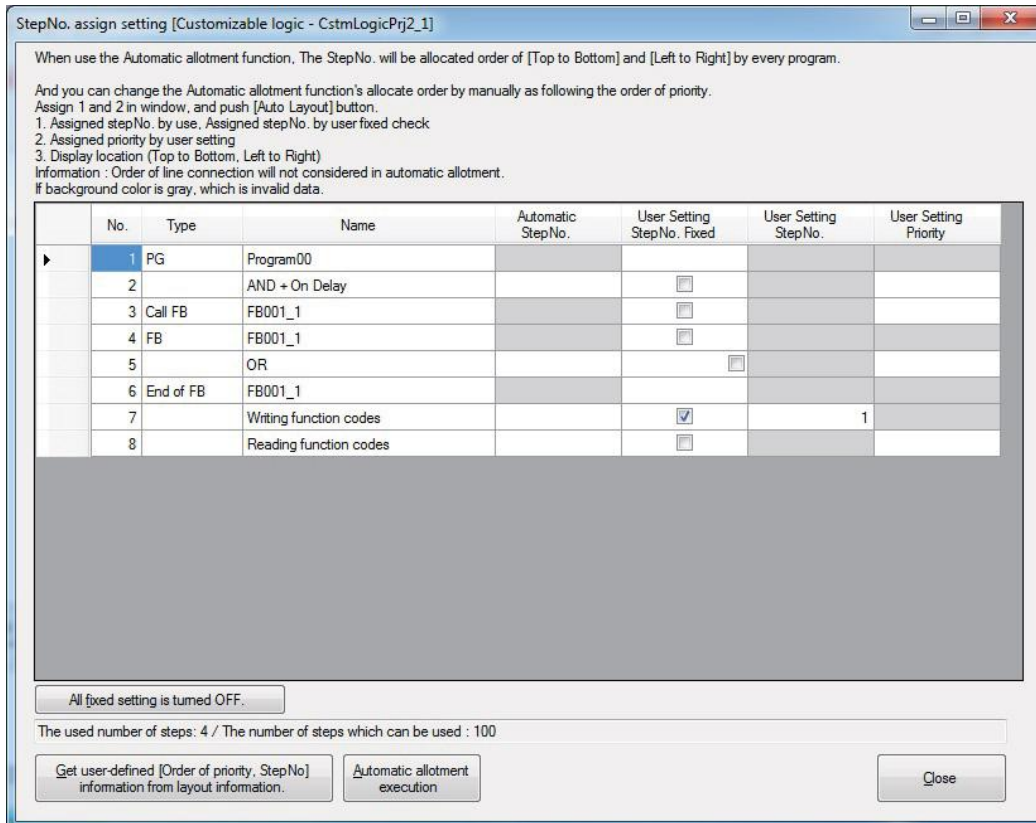 StepNo. assign setting [Customizable logic - CstmLogicPrj2_1]
When use the Automatic allotment function, The StepNo. will be allocated order of [Top to Bottom] and [Left to Right] by every program.
And you can change the Automatic allotment function's allocate order by manually as following the order of priority.
Assign 1 and 2 in window, and push [Auto Layout] button.
1. Assigned stepNo. by use, Assigned stepNo. by user fixed check
2. Assigned priority by user setting
3. Display location (Top to Bottom, Left to Right)
Information : Order of line connection will not considered in automatic allotment.
If background color is gray, which is invalid data.
No. Type Name Automatic StepNo. User Setting StepNo. Fixed User Setting StepNo. User Setting Priority
1 PG Program00
2 AND + On Delay
3 Call FB FB001_1
4 FB FB001_1
5 OR
6 End of FB FB001_1
7 Writing function codes 1
8 Reading function codes
All fixed setting is turned OFF.
The used number of steps: 4 / The number of steps which can be used : 100
Get user-defined [Order of priority, StepNo]
information from layout information.
Automatic allotment
execution
Close